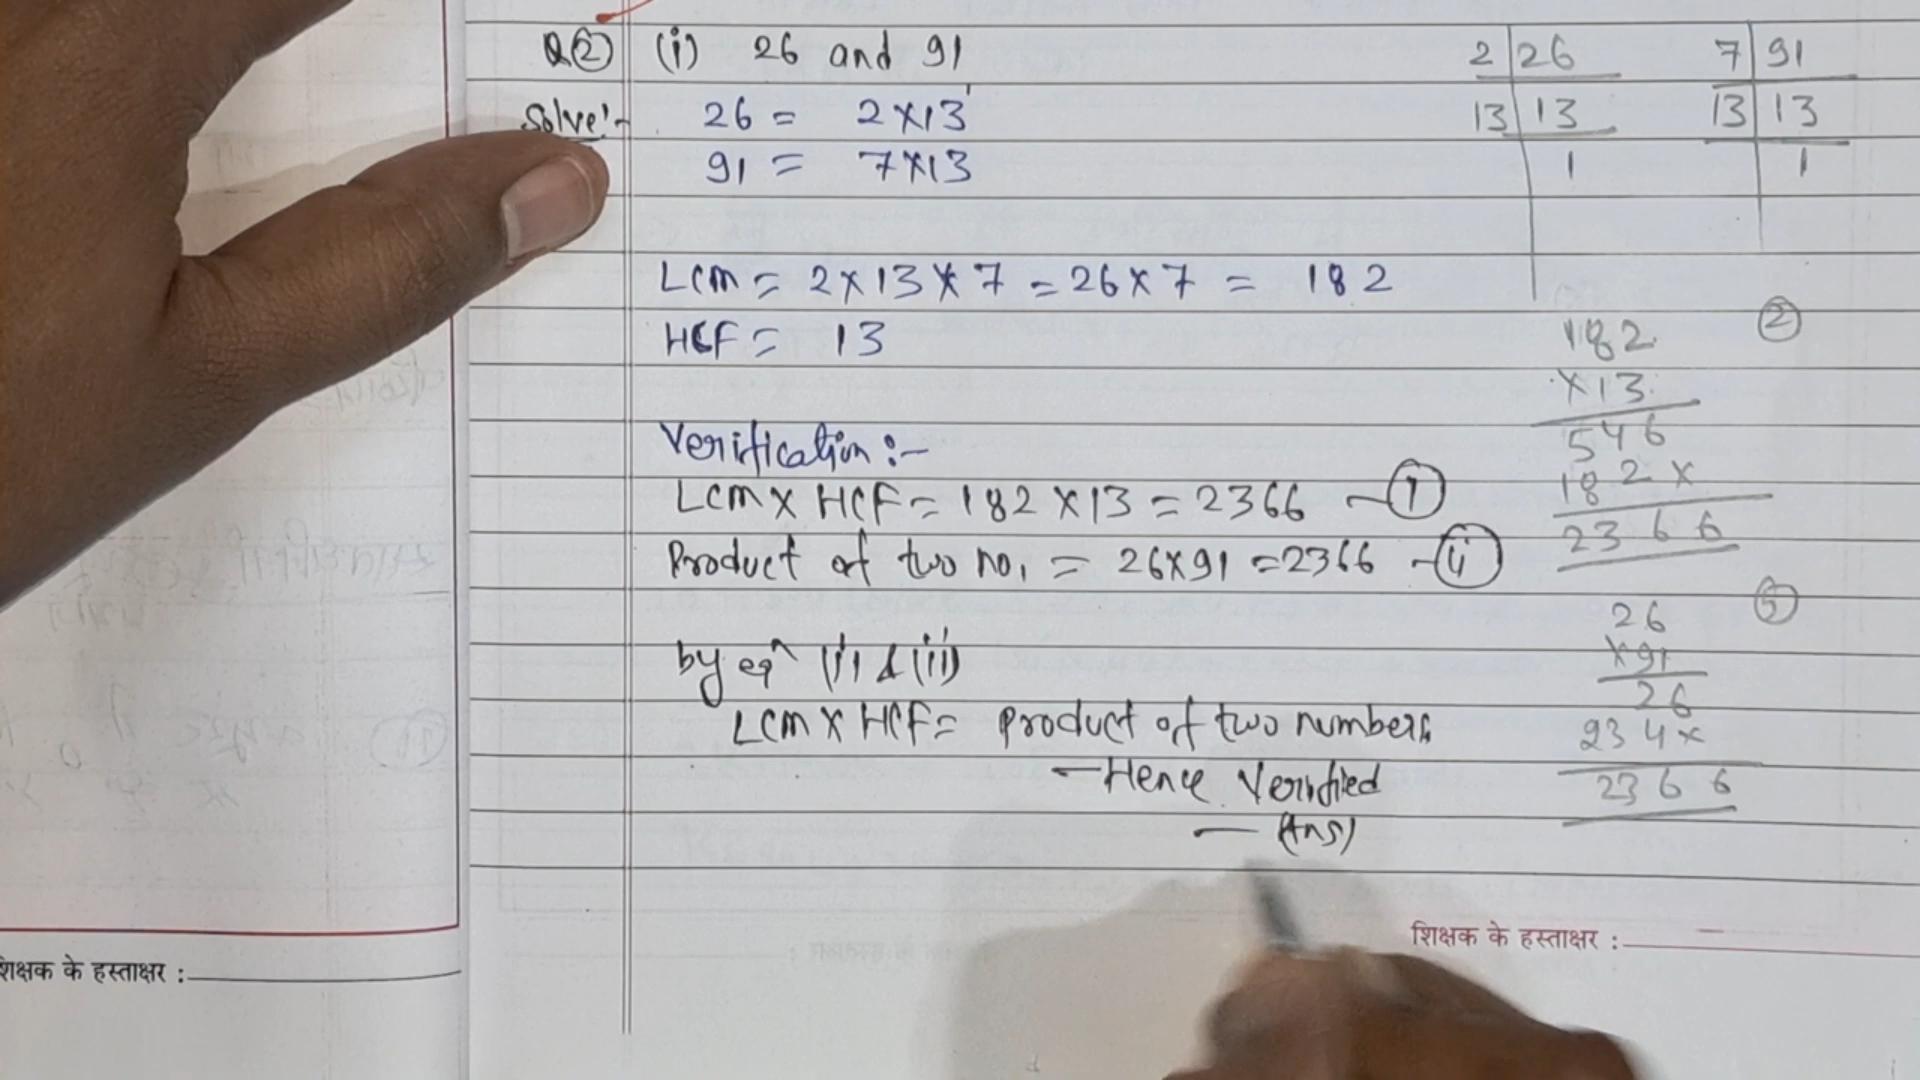 Q② (i) 26 and 91
Solve:- 26 = 2×13
91 = 7×13
2 26
13 13
1
7 91
13 13
1
LCM = 2×13×7 = 26×7 = 182
HCF = 13
Verification :-
LCM × HCF = 182 × 13 = 2366 — (i)
Product of two no. = 26×91 = 2366 — (ii)
by eqn (i) & (ii)
LCM × HCF = product of two numbers
— Hence Verified
— (Ans)
②
182
×13
546
182×
2366
⑤
26
×91
26
234×
2366
शिक्षक के हस्ताक्षर :
शिक्षक के हस्ताक्षर :